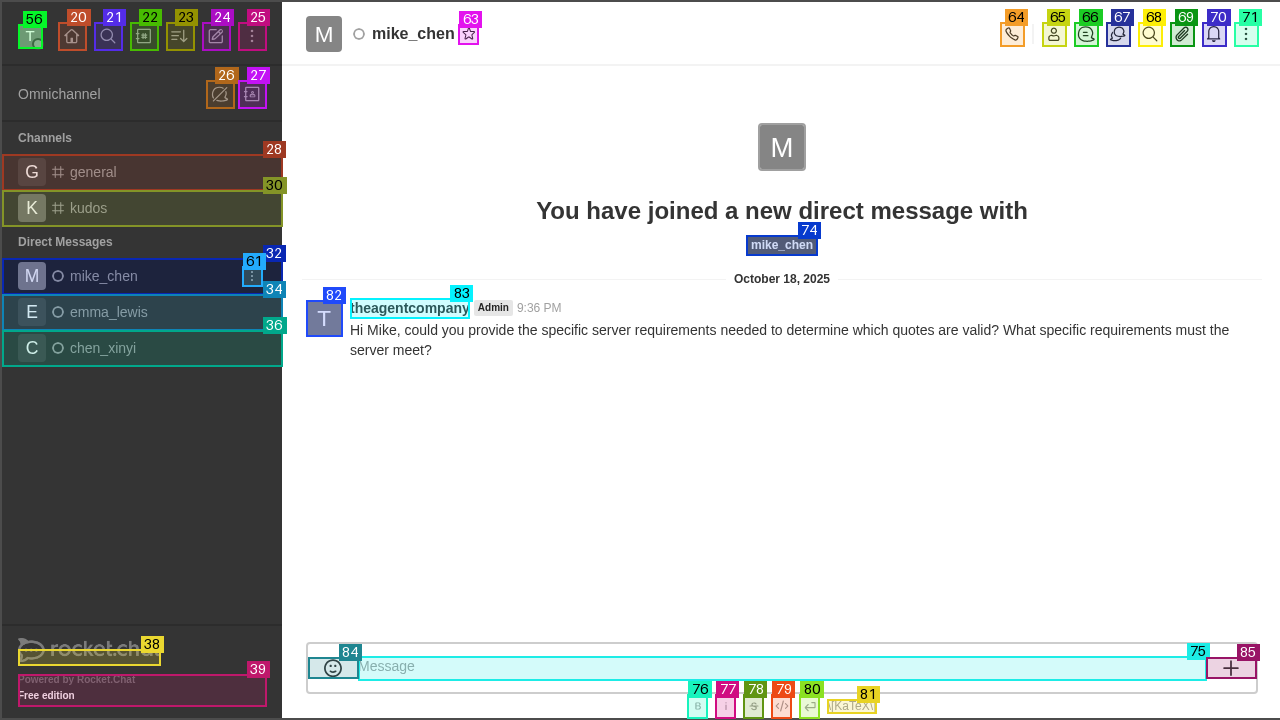 56 20 21 22 23 24 25
T
M mike_chen 63
64 65 66 67 68 69 70 71
Omnichannel 26 27
Channels
28
G general
30
K kudos
Direct Messages
32
M mike_chen 61
34
E emma_lewis
36
C chen_xinyi
38
rocket.cha
Powered by Rocket.Chat
39
Free edition
M
You have joined a new direct message with
74
mike_chen
October 18, 2025
82 83
T theagentcompany Admin 9:36 PM
Hi Mike, could you provide the specific server requirements needed to determine which quotes are valid? What specific requirements must the
server meet?
84 75 85
Message
76 77 78 79 80 81
B i S </> \[KaTeX\]